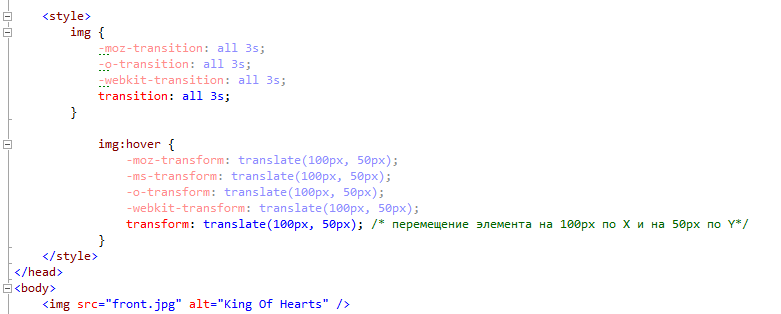 <style>
img {
-moz-transition: all 3s;
-o-transition: all 3s;
-webkit-transition: all 3s;
transition: all 3s;
}
img:hover {
-moz-transform: translate(100px, 50px);
-ms-transform: translate(100px, 50px);
-o-transform: translate(100px, 50px);
-webkit-transform: translate(100px, 50px);
transform: translate(100px, 50px); /* перемещение элемента на 100px по X и на 50px по Y*/
}
</style>
</head>
<body>
<img src="front.jpg" alt="King Of Hearts" />